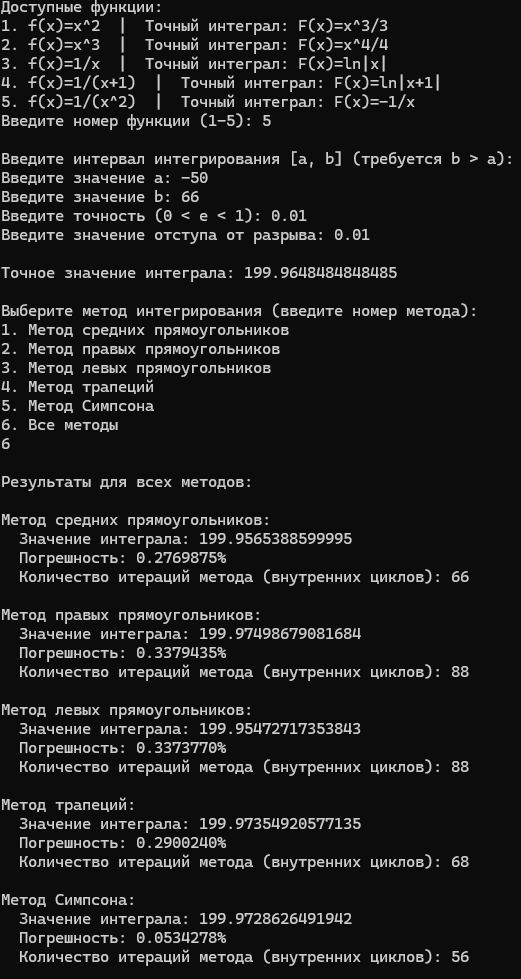 Доступные функции:
1. f(x)=x^2  |  Точный интеграл: F(x)=x^3/3
2. f(x)=x^3  |  Точный интеграл: F(x)=x^4/4
3. f(x)=1/x  |  Точный интеграл: F(x)=ln|x|
4. f(x)=1/(x+1)  |  Точный интеграл: F(x)=ln|x+1|
5. f(x)=1/(x^2)  |  Точный интеграл: F(x)=-1/x
Введите номер функции (1-5): 5
Введите интервал интегрирования [a, b] (требуется b > a):
Введите значение a: -50
Введите значение b: 66
Введите точность (0 < e < 1): 0.01
Введите значение отступа от разрыва: 0.01
Точное значение интеграла: 199.9648484848485
Выберите метод интегрирования (введите номер метода):
1. Метод средних прямоугольников
2. Метод правых прямоугольников
3. Метод левых прямоугольников
4. Метод трапеций
5. Метод Симпсона
6. Все методы
6
Результаты для всех методов:
Метод средних прямоугольников:
  Значение интеграла: 199.9565388599995
  Погрешность: 0.2769875%
  Количество итераций метода (внутренних циклов): 66
Метод правых прямоугольников:
  Значение интеграла: 199.97498679081684
  Погрешность: 0.3379435%
  Количество итераций метода (внутренних циклов): 88
Метод левых прямоугольников:
  Значение интеграла: 199.95472717353843
  Погрешность: 0.3373770%
  Количество итераций метода (внутренних циклов): 88
Метод трапеций:
  Значение интеграла: 199.97354920577135
  Погрешность: 0.2900240%
  Количество итераций метода (внутренних циклов): 68
Метод Симпсона:
  Значение интеграла: 199.9728626491942
  Погрешность: 0.0534278%
  Количество итераций метода (внутренних циклов): 56